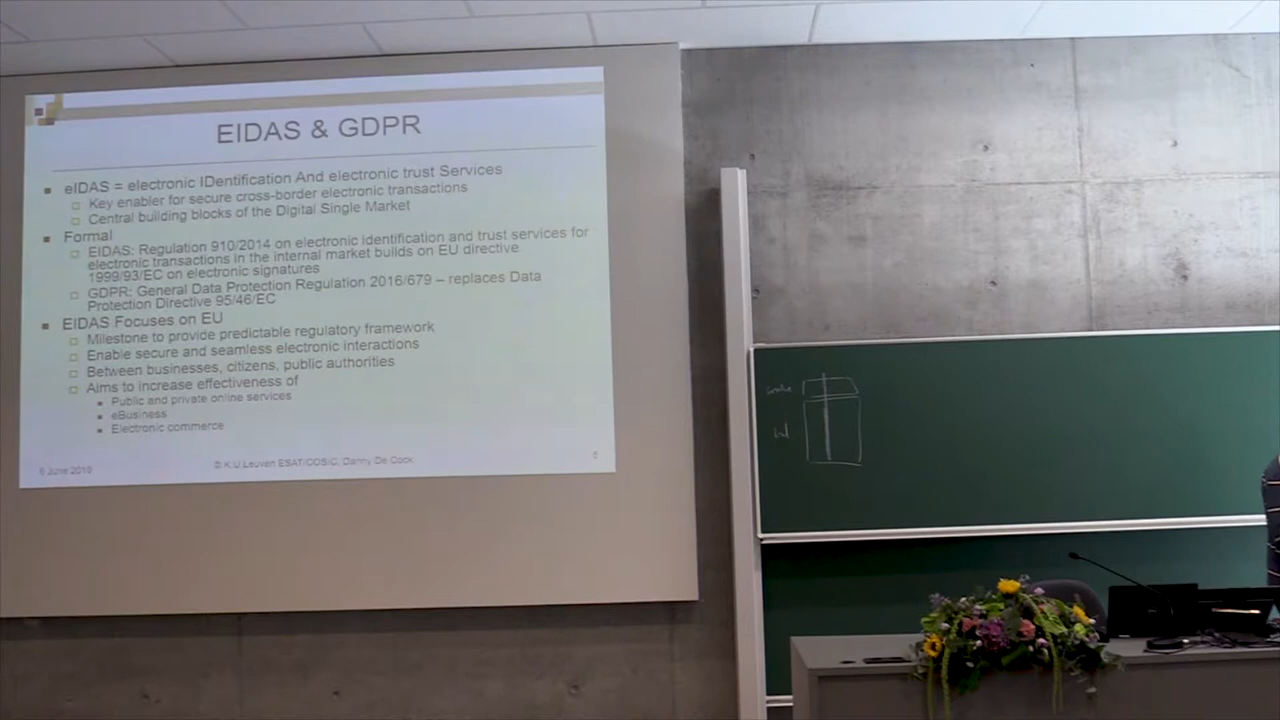 EIDAS & GDPR
eIDAS = electronic IDentification And electronic trust Services
Key enabler for secure cross-border electronic transactions
Central building blocks of the Digital Single Market
Formal
EIDAS: Regulation 910/2014 on electronic identification and trust services for
electronic transactions in the internal market builds on EU directive
1999/93/EC on electronic signatures
GDPR: General Data Protection Regulation 2016/679 – replaces Data
Protection Directive 95/46/EC
EIDAS Focuses on EU
Milestone to provide predictable regulatory framework
Enable secure and seamless electronic interactions
Between businesses, citizens, public authorities
Aims to increase effectiveness of
Public and private online services
eBusiness
Electronic commerce
6 June 2019
© K.U.Leuven ESAT/COSIC, Danny De Cock
6